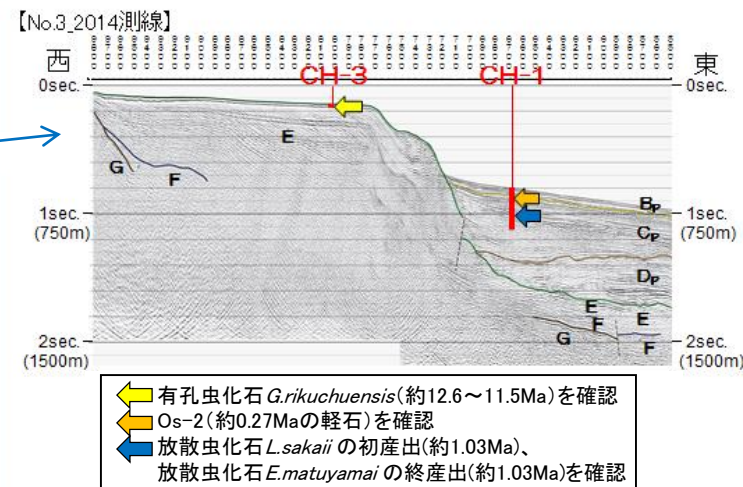 【No.3_2014測線】
西
東
CH-3
CH-1
0sec.
0sec.
E
G
F
1sec.
(750m)
BP
CP
1sec.
(750m)
DP
E
F
E
G
F
2sec.
(1500m)
2sec.
(1500m)
有孔虫化石G.rikuchuensis(約12.6～11.5Ma)を確認
Os-2(約0.27Maの軽石)を確認
放散虫化石L.sakaii の初産出(約1.03Ma)、
放散虫化石E.matuyamai の終産出(約1.03Ma)を確認